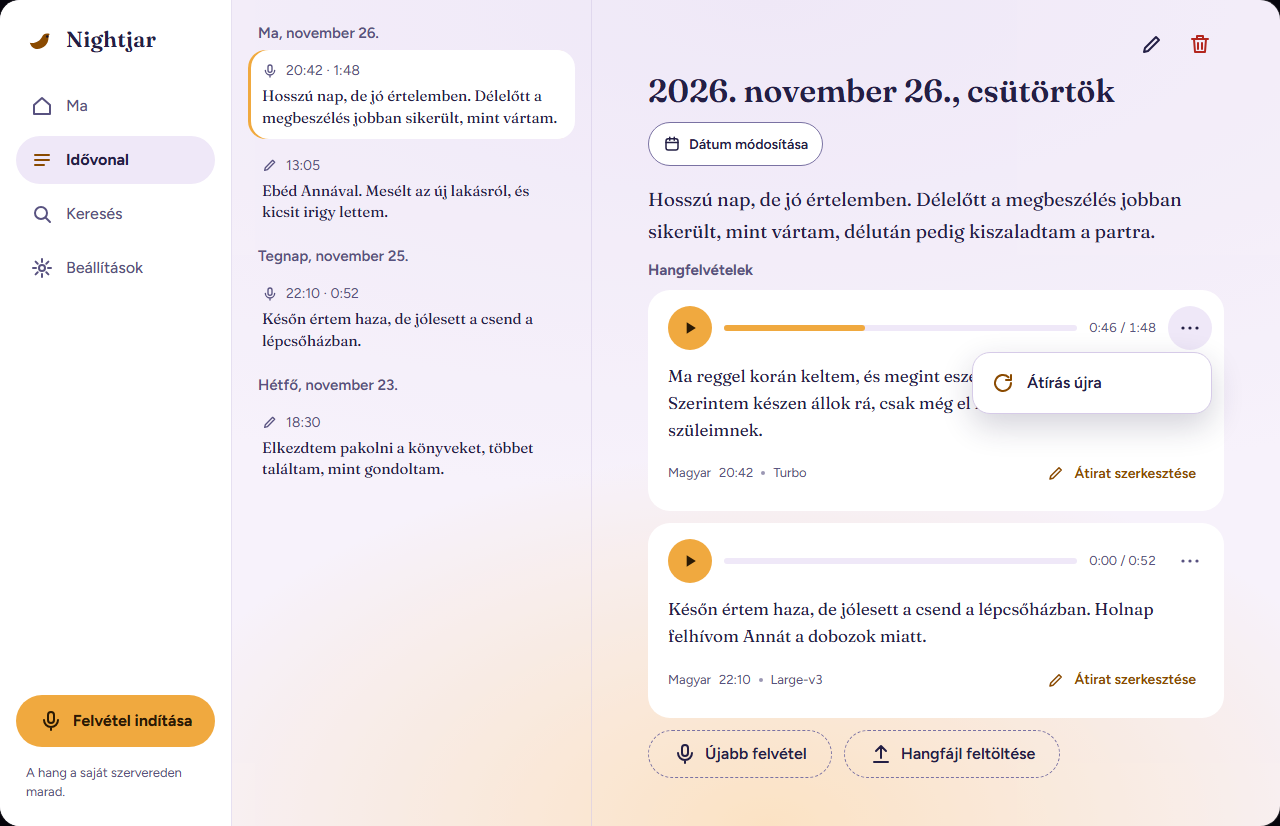 Nightjar
Ma
Idővonal
Keresés
Beállítások
Felvétel indítása
A hang a saját szervereden
marad.
Ma, november 26.
20:42 · 1:48
Hosszú nap, de jó értelemben. Délelőtt a
megbeszélés jobban sikerült, mint vártam.
13:05
Ebéd Annával. Mesélt az új lakásról, és
kicsit irigy lettem.
Tegnap, november 25.
22:10 · 0:52
Későn értem haza, de jólesett a csend a
lépcsőházban.
Hétfő, november 23.
18:30
Elkezdtem pakolni a könyveket, többet
találtam, mint gondoltam.
2026. november 26., csütörtök
Dátum módosítása
Hosszú nap, de jó értelemben. Délelőtt a megbeszélés jobban
sikerült, mint vártam, délután pedig kiszaladtam a partra.
Hangfelvételek
0:46 / 1:48
Átírás újra
Ma reggel korán keltem, és megint
Szerintem készen állok rá, csak még
szüleimnek.
Magyar 20:42 • Turbo
Átirat szerkesztése
0:00 / 0:52
Későn értem haza, de jólesett a csend a lépcsőházban. Holnap
felhívom Annát a dobozok miatt.
Magyar 22:10 • Large-v3
Átirat szerkesztése
Újabb felvétel
Hangfájl feltöltése